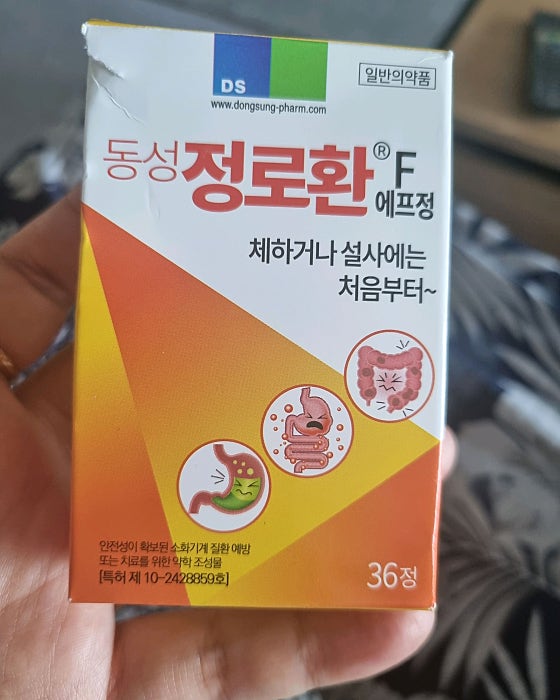 DS
www.dongsung-pharm.com
일반의약품
동성 정로환® F
에프정
체하거나 설사에는
처음부터~
안전성이 확보된 소화기계 질환 예방
또는 치료를 위한 약학 조성물
[특허 제 10-2428859호]
36정